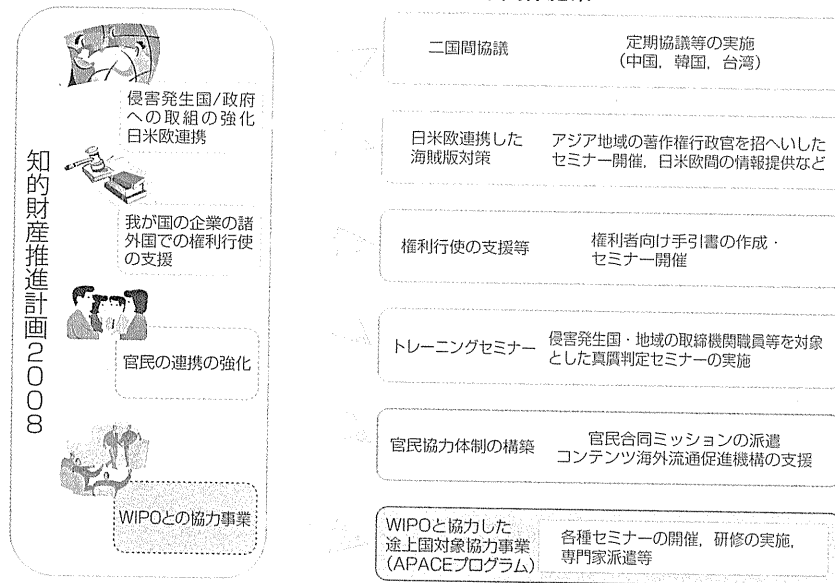 知的財産推進計画2008
侵害発生国/政府
への取組の強化
日米欧連携
我が国の企業の諸
外国での権利行使
の支援
官民の連携の強化
WIPOとの協力事業
二国間協議
定期協議等の実施
(中国，韓国，台湾)
日米欧連携した
海賊版対策
アジア地域の著作権行政官を招へいした
セミナー開催，日米欧間の情報提供など
権利行使の支援等
権利者向け手引書の作成・
セミナー開催
トレーニングセミナー
侵害発生国・地域の取締機関職員等を対象
とした真贋判定セミナーの実施
官民協力体制の構築
官民合同ミッションの派遣
コンテンツ海外流通促進機構の支援
WIPOと協力した
途上国対象協力事業
(APACEプログラム)
各種セミナーの開催，研修の実施，
専門家派遣等